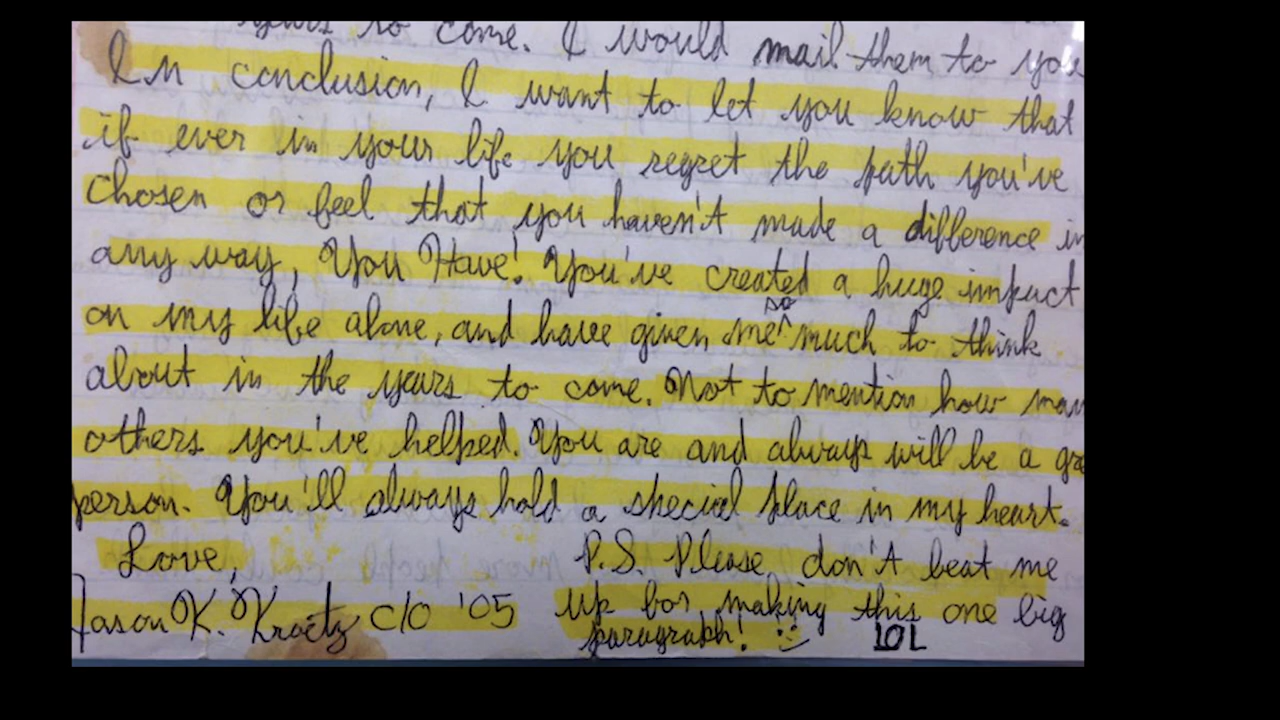 years to come. I would mail them to you
In conclusion, I want to let you know that
if ever in your life you regret the path you've
chosen or feel that you haven't made a difference in
any way, You Have! You've created a huge impact
on my life alone, and have given me so much to think
about in the years to come. Not to mention how man
others you've helped. You are and always will be a gre
person. You'll always hold a special place in my heart.
Love,
Jason K. c/o '05
P.S. Please don't beat me
up for making this one big
paragraph! :) LOL